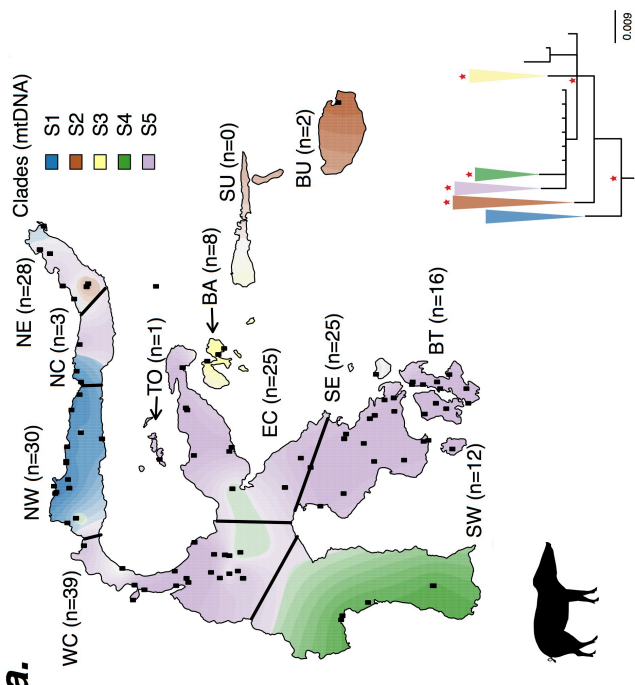 a.
Clades (mtDNA)
S1
S2
S3
S4
S5
NE (n=28)
NC (n=3)
NW (n=30)
WC (n=39)
TO (n=1)
BA (n=8)
SU (n=0)
BU (n=2)
EC (n=25)
SE (n=25)
BT (n=16)
SW (n=12)
0.009